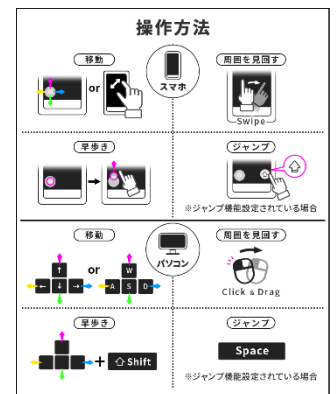 操作方法
移動
周囲を見回す
or
スマホ
Swipe
早歩き
ジャンプ
※ジャンプ機能設定されている場合
移動
周囲を見回す
パソコン
↑
or
W
← ↓ →
A S D
Click & Drag
早歩き
ジャンプ
+ Shift
Space
※ジャンプ機能設定されている場合